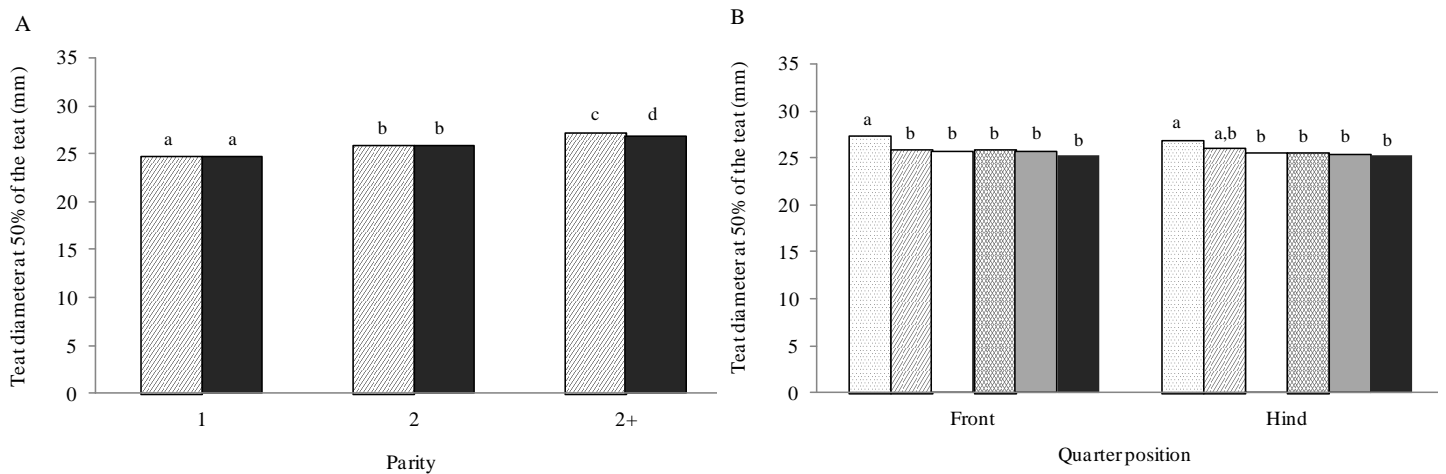 A
Teat diameter at 50% of the teat (mm)
35
30
25
20
15
10
5
0
a a
b b
c d
1 2 2+
Parity
B
Teat diameter at 50% of the teat (mm)
35
30
25
20
15
10
5
0
a b b b b b
a a,b b b b b
Front Hind
Quarter position